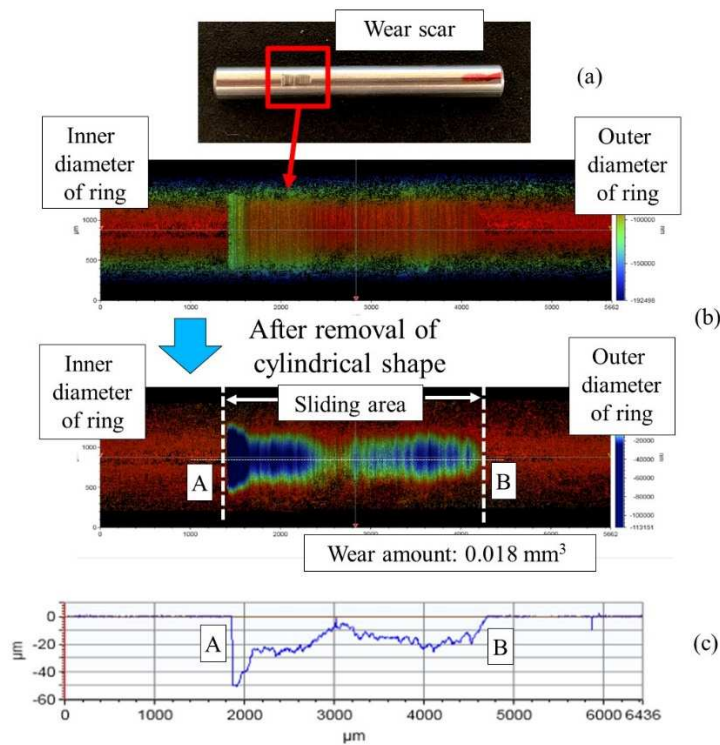 Wear scar
(a)
Inner
diameter
of ring
Outer
diameter
of ring
µm
1000
500
0
0
1000
2000
3000
4000
5662
-100000
-150000
-192498
nm
(b)
After removal of
cylindrical shape
Inner
diameter
of ring
Outer
diameter
of ring
Sliding area
A
B
µm
1000
500
0
0
1000
2000
3000
4000
5662
-20000
-40000
-60000
-80000
-100000
-113151
nm
Wear amount: 0.018 mm³
(c)
µm
0
-20
-40
-60
A
B
0 1000 2000 3000 4000 5000 6000 6436
µm